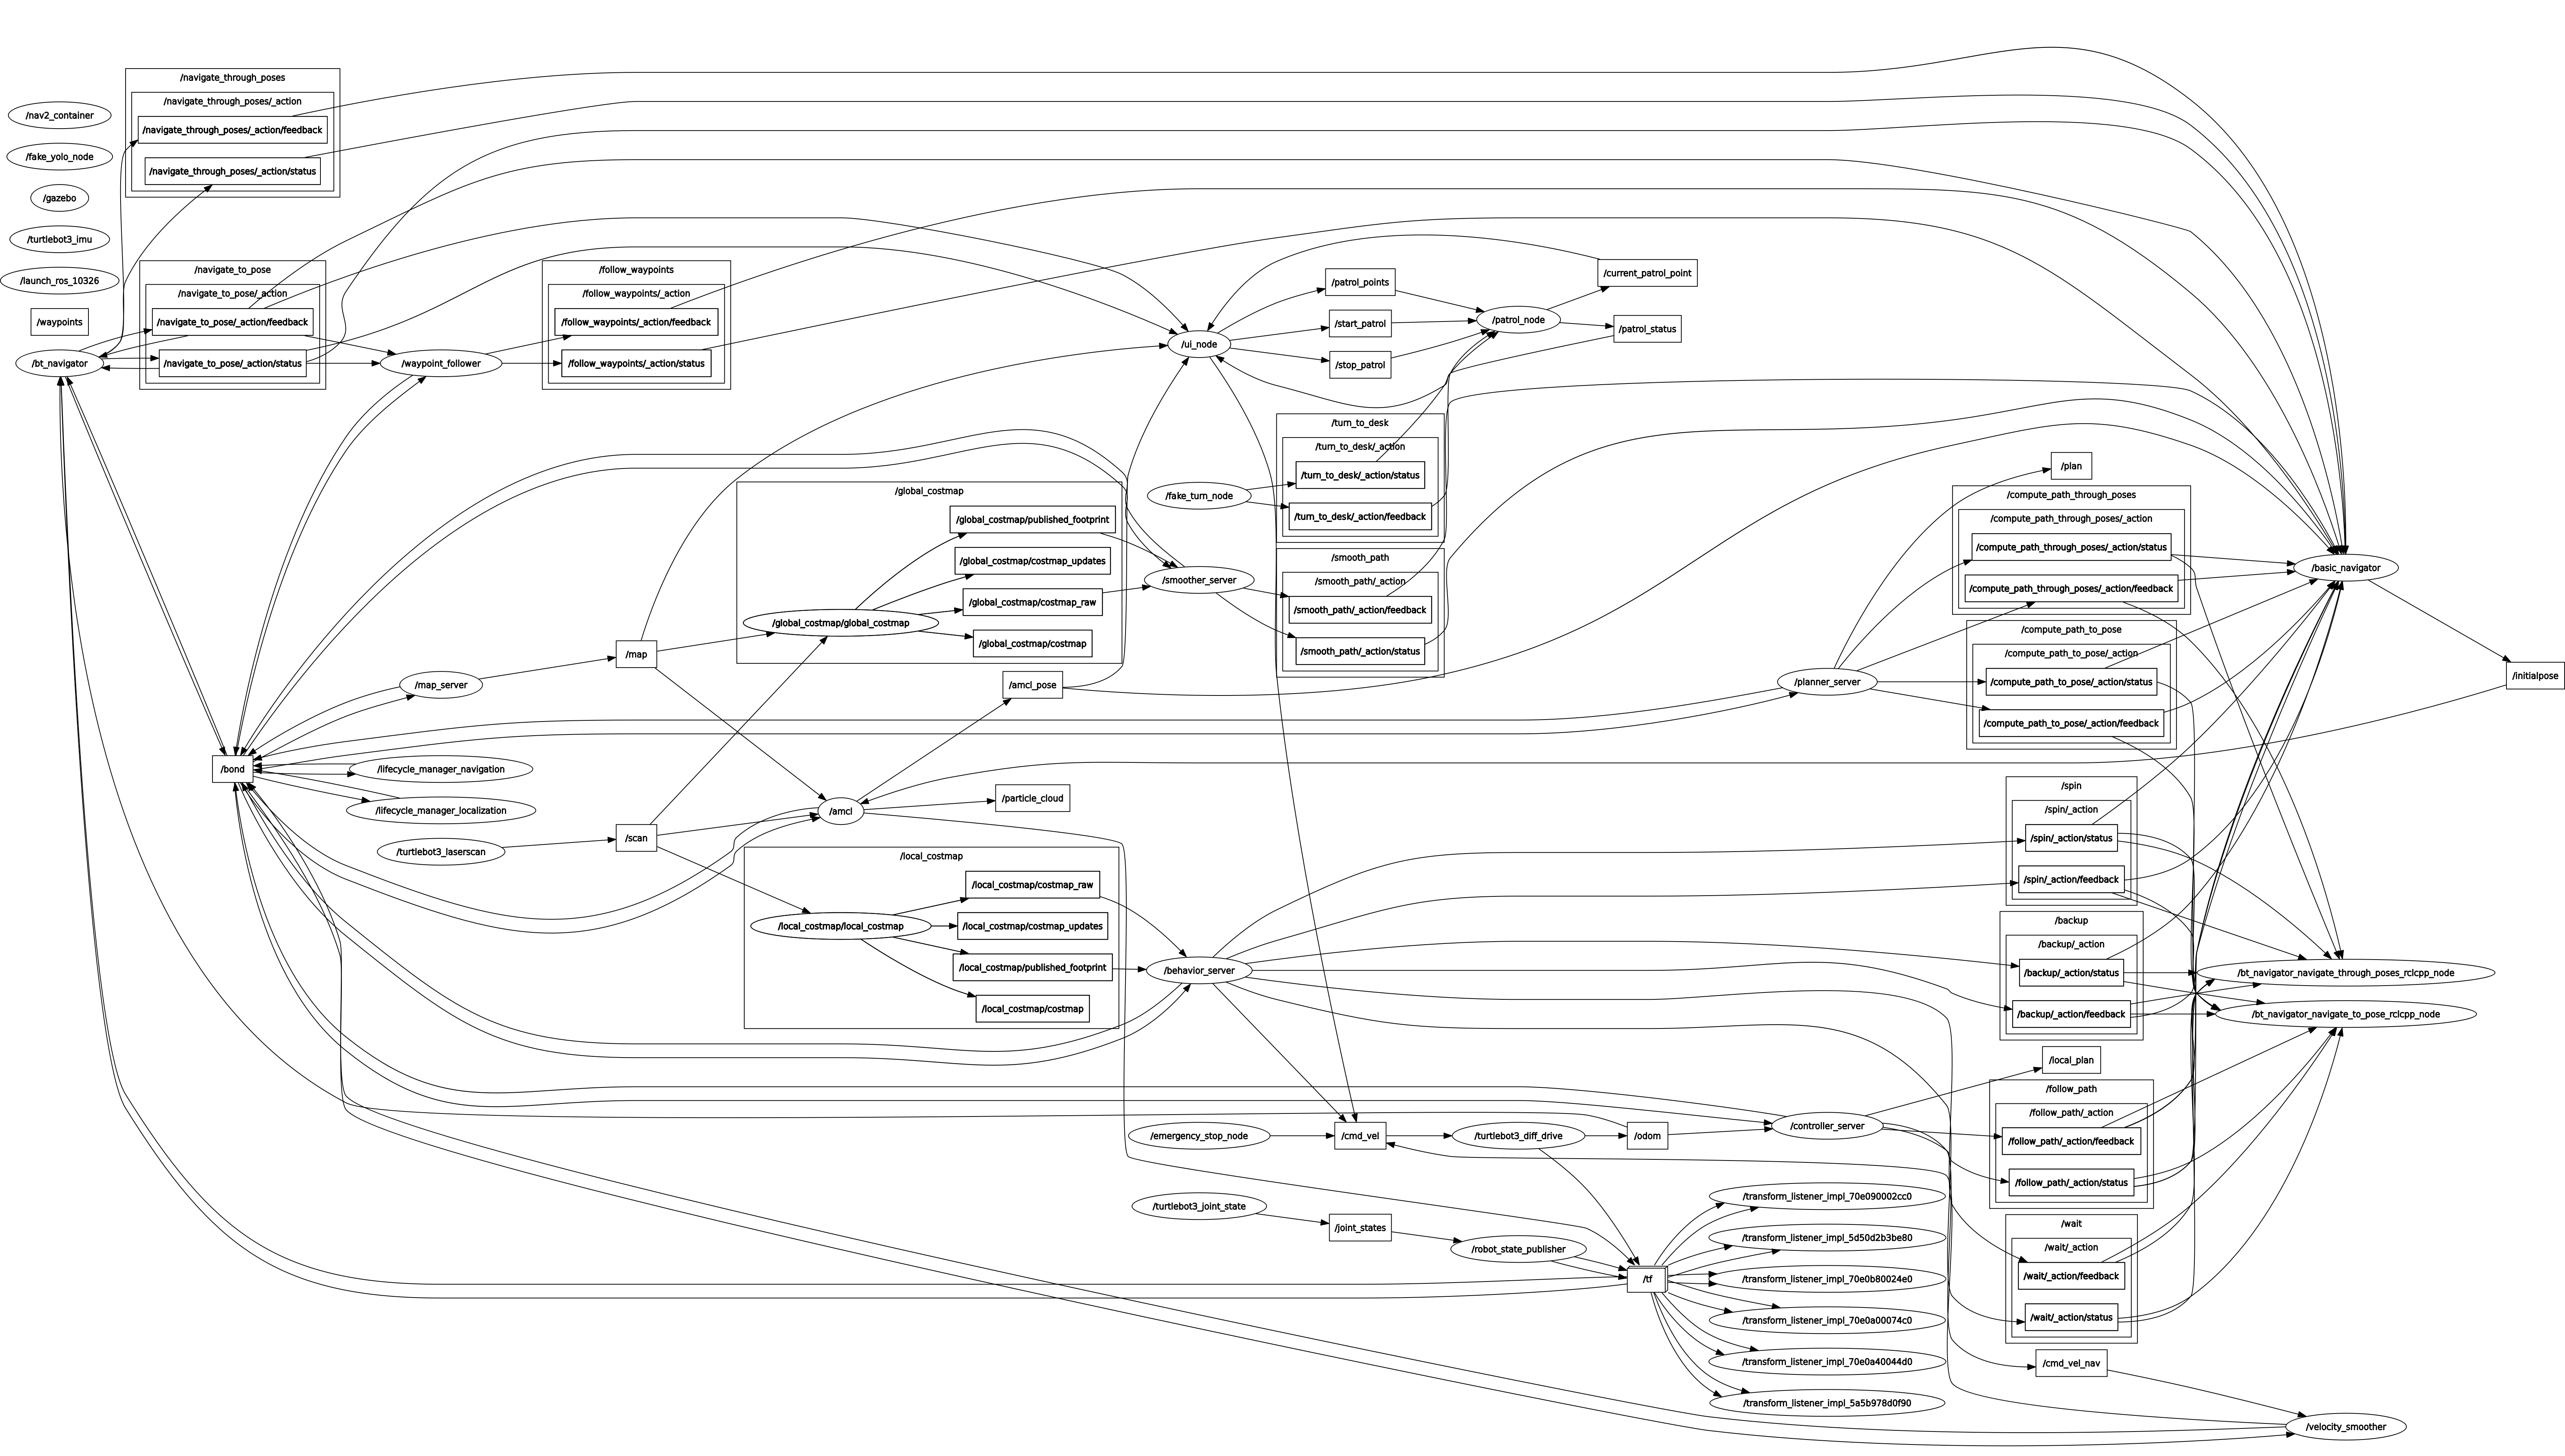 /nav2_container
/fake_yolo_node
/gazebo
/turtlebot3_imu
/launch_ros_10326
/waypoints
/bt_navigator
/navigate_through_poses
/navigate_through_poses/_action
/navigate_through_poses/_action/feedback
/navigate_through_poses/_action/status
/navigate_to_pose
/navigate_to_pose/_action
/navigate_to_pose/_action/feedback
/navigate_to_pose/_action/status
/waypoint_follower
/follow_waypoints
/follow_waypoints/_action
/follow_waypoints/_action/feedback
/follow_waypoints/_action/status
/bond
/map_server
/lifecycle_manager_navigation
/lifecycle_manager_localization
/turtlebot3_laserscan
/map
/scan
/global_costmap
/global_costmap/published_footprint
/global_costmap/costmap_updates
/global_costmap/costmap_raw
/global_costmap/costmap
/global_costmap/global_costmap
/amcl_pose
/amcl
/particle_cloud
/local_costmap
/local_costmap/costmap_raw
/local_costmap/local_costmap
/local_costmap/costmap_updates
/local_costmap/published_footprint
/local_costmap/costmap
/ui_node
/patrol_points
/start_patrol
/stop_patrol
/patrol_node
/current_patrol_point
/patrol_status
/fake_turn_node
/turn_to_desk
/turn_to_desk/_action
/turn_to_desk/_action/status
/turn_to_desk/_action/feedback
/smoother_server
/smooth_path
/smooth_path/_action
/smooth_path/_action/feedback
/smooth_path/_action/status
/behavior_server
/emergency_stop_node
/cmd_vel
/turtlebot3_diff_drive
/odom
/turtlebot3_joint_state
/joint_states
/robot_state_publisher
/tf
/planner_server
/controller_server
/transform_listener_impl_70e090002cc0
/transform_listener_impl_5d50d2b3be80
/transform_listener_impl_70e0b80024e0
/transform_listener_impl_70e0a00074c0
/transform_listener_impl_70e0a40044d0
/transform_listener_impl_5a5b978d0f90
/plan
/compute_path_through_poses
/compute_path_through_poses/_action
/compute_path_through_poses/_action/status
/compute_path_through_poses/_action/feedback
/compute_path_to_pose
/compute_path_to_pose/_action
/compute_path_to_pose/_action/status
/compute_path_to_pose/_action/feedback
/spin
/spin/_action
/spin/_action/status
/spin/_action/feedback
/backup
/backup/_action
/backup/_action/status
/backup/_action/feedback
/local_plan
/follow_path
/follow_path/_action
/follow_path/_action/feedback
/follow_path/_action/status
/wait
/wait/_action
/wait/_action/feedback
/wait/_action/status
/cmd_vel_nav
/basic_navigator
/bt_navigator_navigate_through_poses_rclcpp_node
/bt_navigator_navigate_to_pose_rclcpp_node
/velocity_smoother
/initialpose